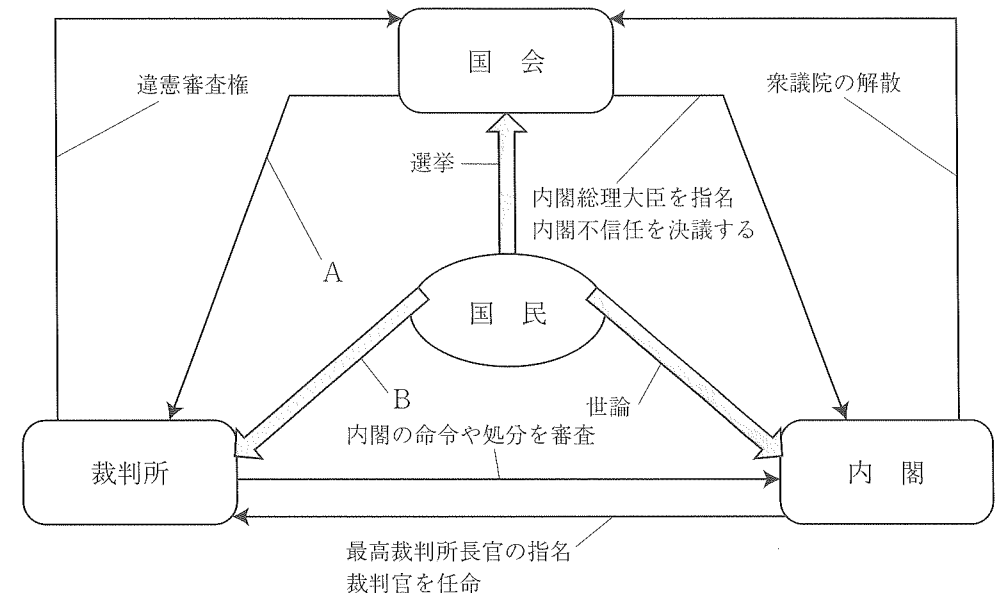 国　会
違憲審査権
衆議院の解散
選挙
内閣総理大臣を指名
内閣不信任を決議する
A
国　民
B
世論
内閣の命令や処分を審査
裁判所
内　閣
最高裁判所長官の指名
裁判官を任命